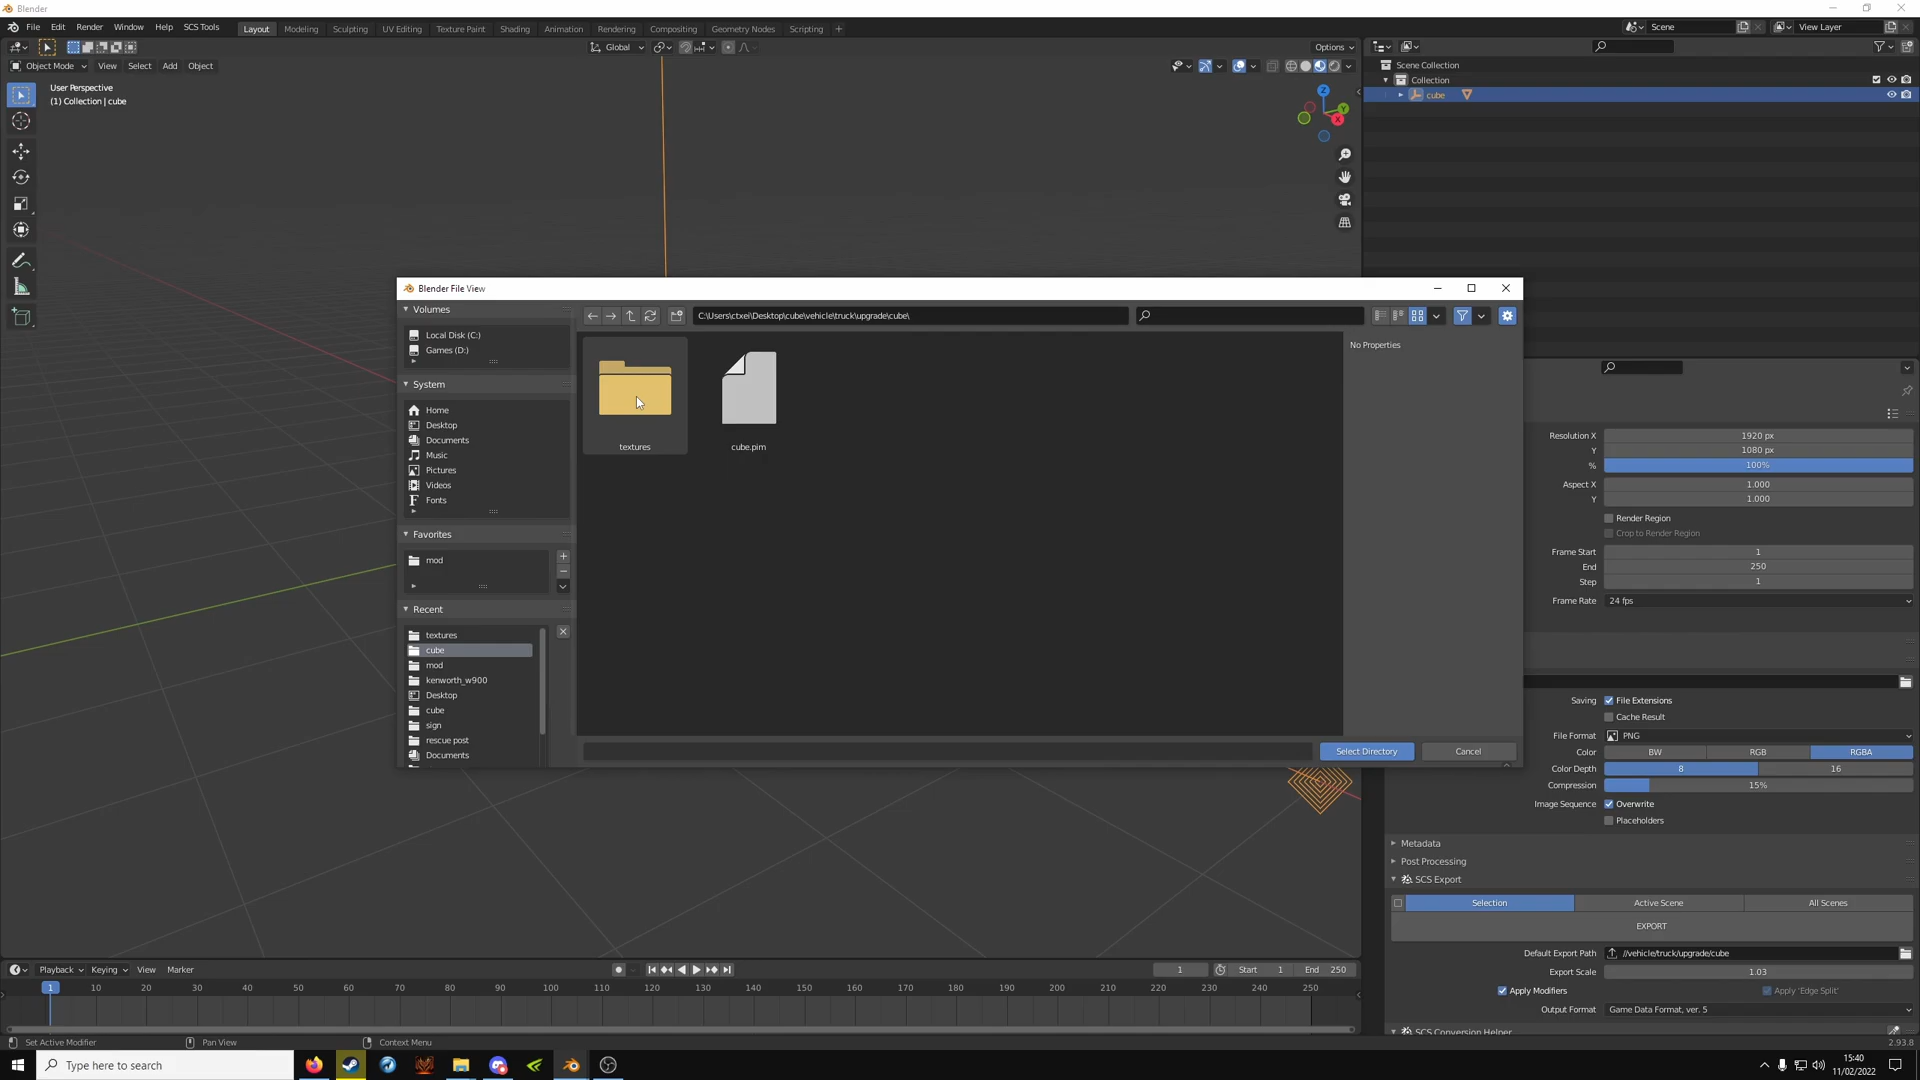 Blender
File Edit Render Window Help SCS Tools Layout Modeling Sculpting UV Editing Texture Paint Shading Animation Rendering Compositing Geometry Nodes Scripting +
Scene View Layer
Global Options
Object Mode View Select Add Object
User Perspective
(1) Collection | cube
Z
Y
X
Scene Collection
Collection
cube
Blender File View
Volumes
Local Disk (C:)
Games (D:)
System
Home
Desktop
Documents
Music
Pictures
Videos
Fonts
Favorites
mod
Recent
textures
cube
mod
kenworth_w900
Desktop
cube
sign
rescue post
Documents
C:\Users\ctxei\Desktop\cube\vehicle\truck\upgrade\cube\
textures
cube.pim
No Properties
Select Directory
Cancel
Resolution X 1920 px
Y 1080 px
% 100%
Aspect X 1.000
Y 1.000
Render Region
Crop to Render Region
Frame Start 1
End 250
Step 1
Frame Rate 24 fps
Saving File Extensions
Cache Result
File Format PNG
Color BW RGB RGBA
Color Depth 8 16
Compression 15%
Image Sequence Overwrite
Placeholders
Metadata
Post Processing
SCS Export
Selection Active Scene All Scenes
EXPORT
Default Export Path //vehicle/truck/upgrade/cube
Export Scale 1.03
Apply Modifiers Apply 'Edge Split'
Output Format Game Data Format, ver. 5
SCS Conversion Helper
Playback Keying View Marker
1 Start 1 End 250
1 10 20 30 40 50 60 70 80 90 100 110 120 130 140 150 160 170 180 190 200 210 220 230 240 250
Set Active Modifier Pan View Context Menu
2.93.8
Type here to search
15:40
11/02/2022